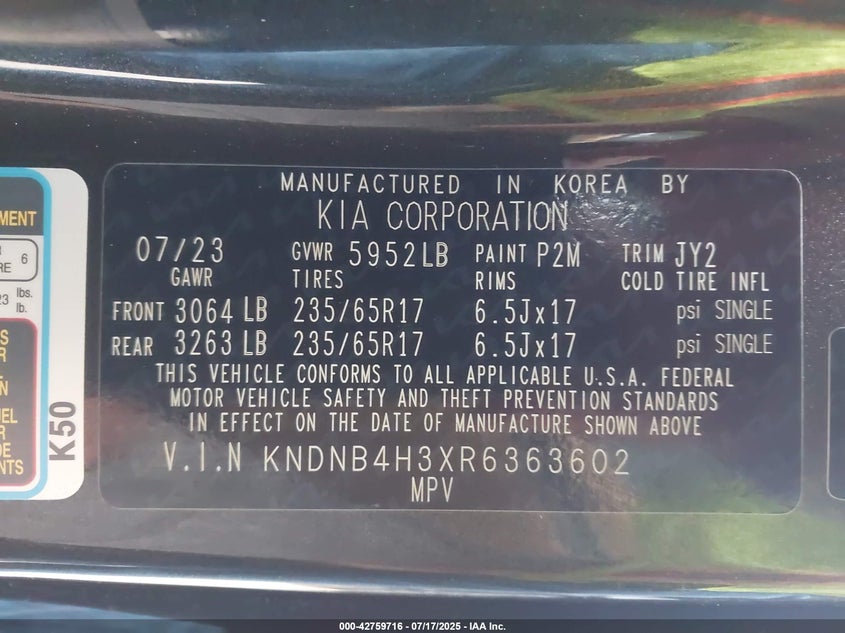 MANUFACTURED IN KOREA BY
KIA CORPORATION
07/23 GVWR 5952LB PAINT P2M TRIM JY2
GAWR TIRES RIMS COLD TIRE INFL
FRONT 3064 LB 235/65R17 6.5Jx17 psi SINGLE
REAR 3263 LB 235/65R17 6.5Jx17 psi SINGLE
THIS VEHICLE CONFORMS TO ALL APPLICABLE U.S.A. FEDERAL
MOTOR VEHICLE SAFETY AND THEFT PREVENTION STANDARDS
IN EFFECT ON THE DATE OF MANUFACTURE SHOWN ABOVE
V.I.N KNDNB4H3XR6363602
MPV
6
lbs.
lb.
K50
000-42759716 - 07/17/2025 - IAA Inc.